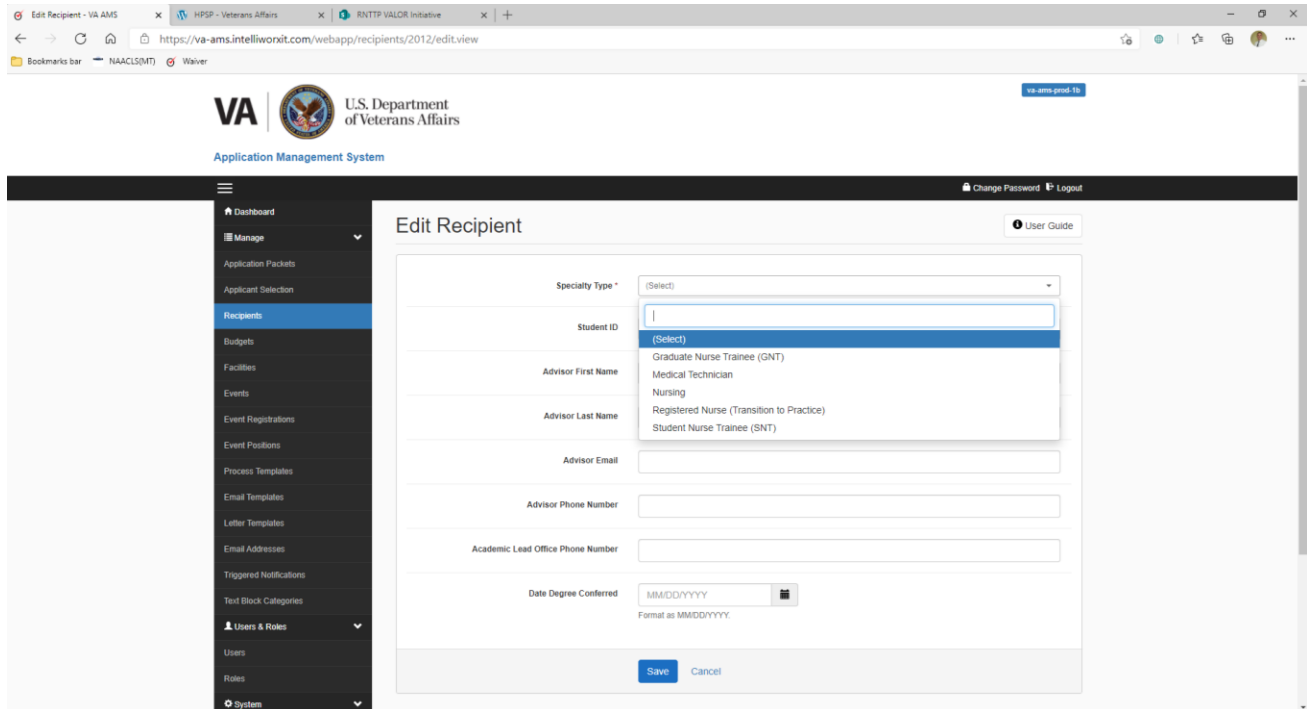 Edit Recipient - VA AMS
HPSP - Veterans Affairs
RNTTP VALOR Initiative
https://va-ams.intelliworxit.com/webapp/recipients/2012/edit.view
Bookmarks bar
NAACLS(MT)
Waiver
va-ams-prod-1b
VA
U.S. Department
of Veterans Affairs
Application Management System
Change Password
Logout
Dashboard
Manage
Application Packets
Applicant Selection
Recipients
Budgets
Facilities
Events
Event Registrations
Event Positions
Process Templates
Email Templates
Letter Templates
Email Addresses
Triggered Notifications
Text Block Categories
Users & Roles
Users
Roles
System
Edit Recipient
User Guide
Specialty Type *
(Select)
(Select)
Graduate Nurse Trainee (GNT)
Medical Technician
Nursing
Registered Nurse (Transition to Practice)
Student Nurse Trainee (SNT)
Student ID
Advisor First Name
Advisor Last Name
Advisor Email
Advisor Phone Number
Academic Lead Office Phone Number
Date Degree Conferred
MM/DD/YYYY
Format as MM/DD/YYYY.
Save
Cancel